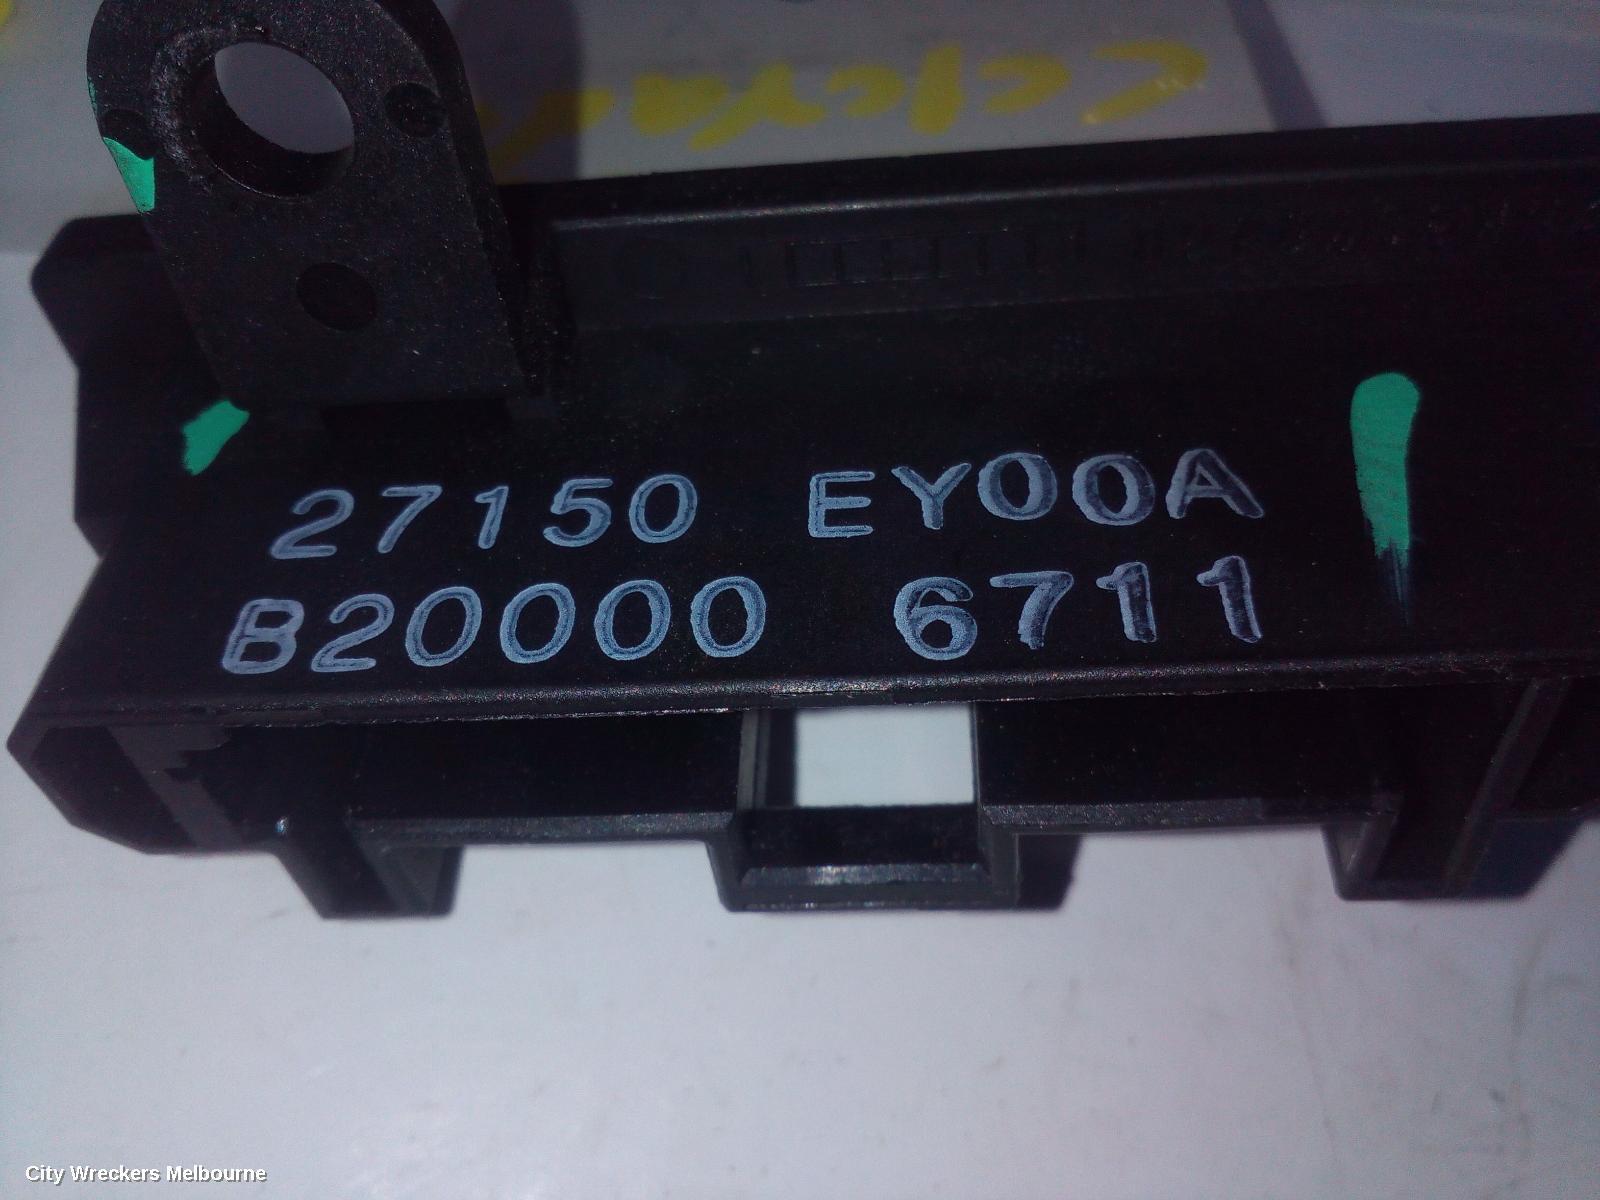 27150 EY00A
B20000 6711
City Wreckers Melbourne